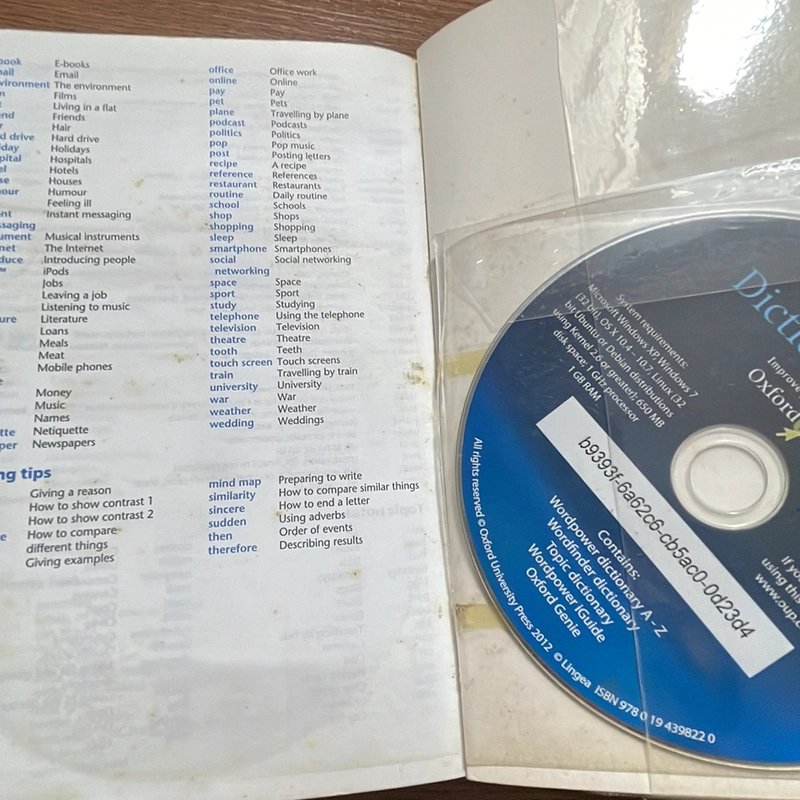 E-books
Email
The environment
Films
Living in a flat
Friends
Hair
Hard drive
Holidays
Hospitals
Hotels
Houses
Humour
Feeling ill
Instant messaging
Musical instruments
The Internet
Introducing people
iPods
Jobs
Leaving a job
Listening to music
Literature
Loans
Meals
Meat
Mobile phones
Money
Music
Names
Netiquette
Newspapers
office Office work
online Online
pay Pay
pet Pets
plane Travelling by plane
podcast Podcasts
politics Politics
pop Pop music
post Posting letters
recipe A recipe
reference References
restaurant Restaurants
routine Daily routine
school Schools
shop Shops
shopping Shopping
sleep Sleep
smartphone Smartphones
social Social networking
networking
space Space
sport Sport
study Studying
telephone Using the telephone
television Television
theatre Theatre
tooth Teeth
touch screen Touch screens
train Travelling by train
university University
war War
weather Weather
wedding Weddings
tips
Giving a reason
How to show contrast 1
How to show contrast 2
How to compare
different things
Giving examples
mind map Preparing to write
similarity How to compare similar things
sincere How to end a letter
sudden Using adverbs
then Order of events
therefore Describing results
System requirements:
Microsoft Windows XP, Windows 7
(32 bit), OS X 10.4 - 10.7, Linux (32
bit Ubuntu or Debian distributions
using Kernel 2.6 or greater); 650 MB
disk space; 1 GHz processor
1 GB RAM
Oxford
b9393f-6a62c6-cb5ac0-0d23d4
Contains:
Wordpower dictionary A - Z
Wordfinder dictionary
Topic dictionary
Wordpower iGuide
Oxford Genie
All rights reserved © Oxford University Press 2012 © Lingea ISBN 978 0 19 439822 0